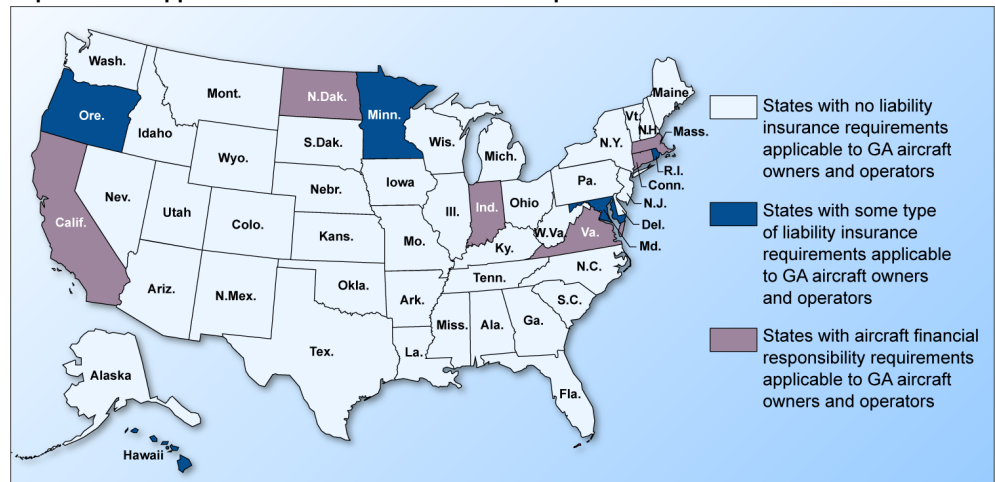 Wash.
Mont.
N.Dak.
Minn.
Maine
Ore.
Idaho
Vt.
N.H.
Mass.
Wyo.
S.Dak.
Wis.
Mich.
N.Y.
R.I.
Conn.
N.J.
Del.
Md.
Nev.
Utah
Colo.
Nebr.
Iowa
Ill.
Ind.
Ohio
Pa.
W.Va.
Va.
Calif.
Kans.
Mo.
Ky.
Tenn.
N.C.
Ariz.
N.Mex.
Okla.
Ark.
S.C.
Miss.
Ala.
Ga.
Tex.
La.
Fla.
Alaska
Hawaii
States with no liability
insurance requirements
applicable to GA aircraft
owners and operators
States with some type
of liability insurance
requirements applicable
to GA aircraft owners
and operators
States with aircraft financial
responsibility requirements
applicable to GA aircraft
owners and operators